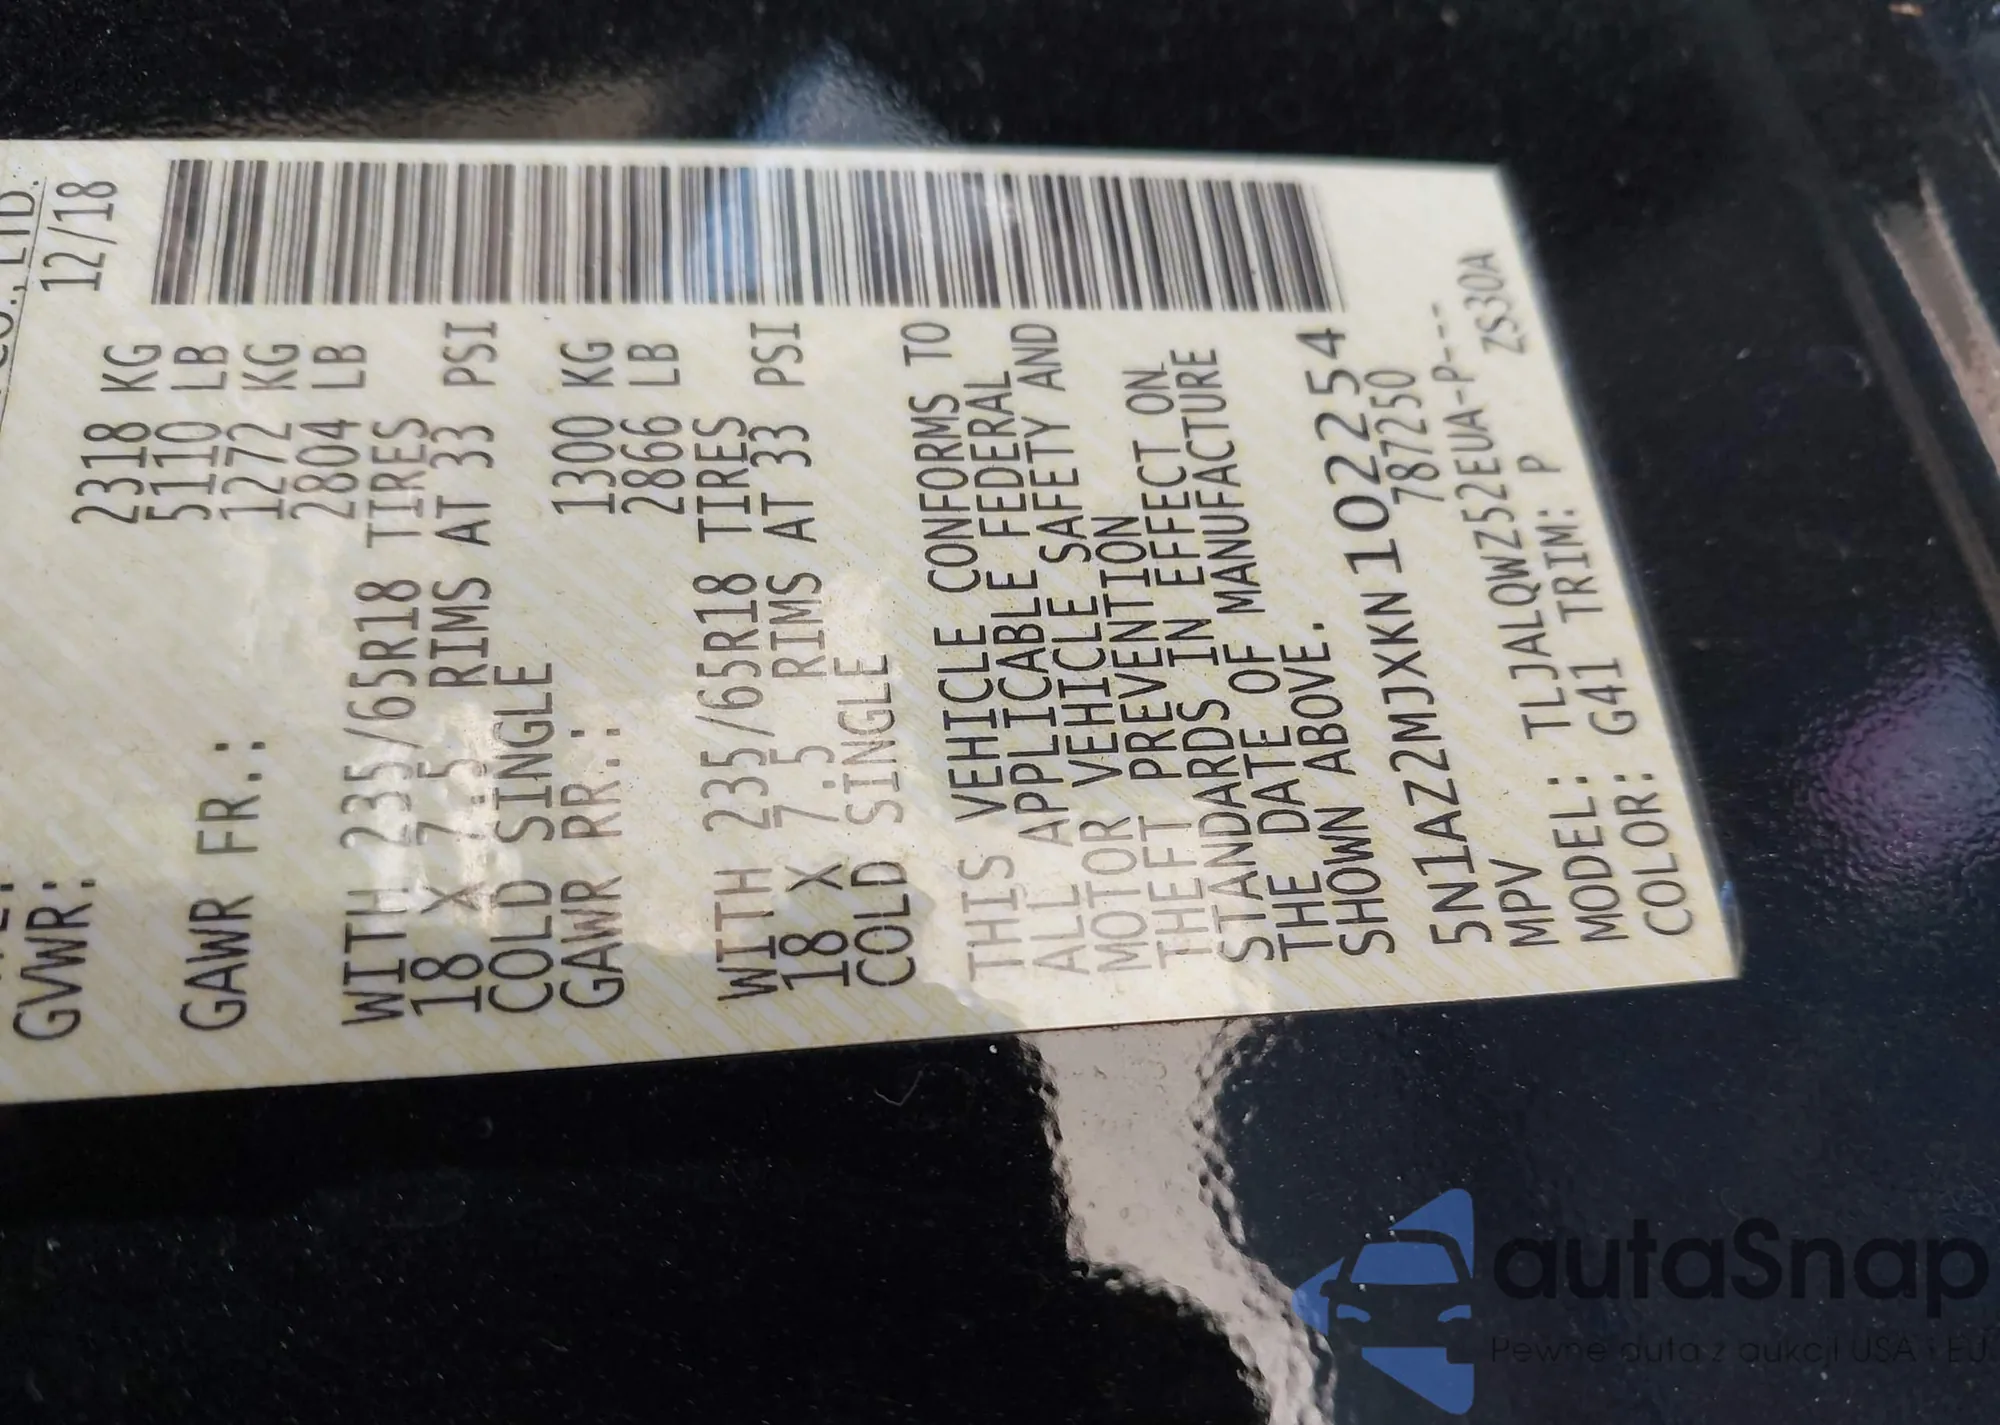 CO., LTD.
12/18
GVWR: 2318 KG
5110 LB
GAWR FR.: 1272 KG
2804 LB
WITH 235/65R18 TIRES
18 X 7.5 RIMS AT 33 PSI
COLD SINGLE
GAWR RR.: 1300 KG
2866 LB
WITH 235/65R18 TIRES
18 X 7.5 RIMS AT 33 PSI
COLD SINGLE
THIS VEHICLE CONFORMS TO
ALL APPLICABLE FEDERAL
MOTOR VEHICLE SAFETY AND
THEFT PREVENTION
STANDARDS IN EFFECT ON
THE DATE OF MANUFACTURE
SHOWN ABOVE.
5N1AZ2MJXKN102254
MPV 787250
MODEL: TLJALQWZ52EUA-P---
COLOR: G41 TRIM: P ZS30A
autaSnap
Pewne auta z aukcji USA i EU